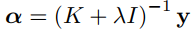 𝜶 = (K + λI)⁻¹ 𝐲